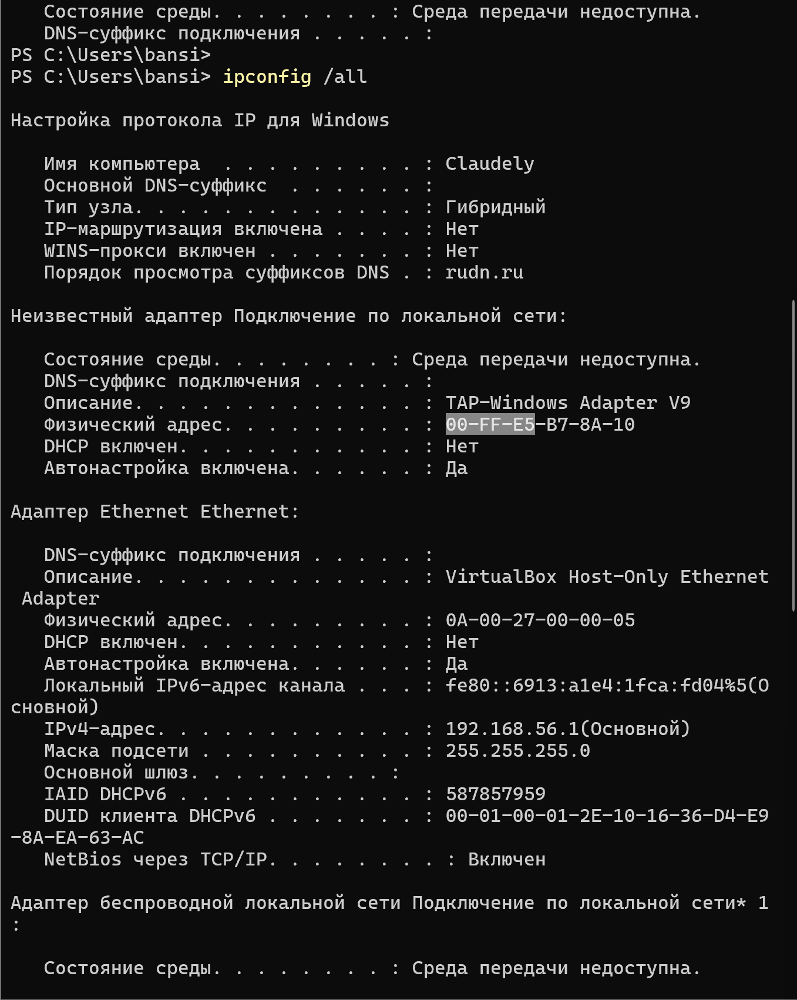 Состояние среды. . . . . . . . : Среда передачи недоступна.
   DNS-суффикс подключения . . . . . :
PS C:\Users\bansi>
PS C:\Users\bansi> ipconfig /all

Настройка протокола IP для Windows

   Имя компьютера  . . . . . . . . . : Claudely
   Основной DNS-суффикс  . . . . . . :
   Тип узла. . . . . . . . . . . . . : Гибридный
   IP-маршрутизация включена . . . . : Нет
   WINS-прокси включен . . . . . . . : Нет
   Порядок просмотра суффиксов DNS . : rudn.ru

Неизвестный адаптер Подключение по локальной сети:

   Состояние среды. . . . . . . . : Среда передачи недоступна.
   DNS-суффикс подключения . . . . . :
   Описание. . . . . . . . . . . . . : TAP-Windows Adapter V9
   Физический адрес. . . . . . . . . : 00-FF-E5-B7-8A-10
   DHCP включен. . . . . . . . . . . : Нет
   Автонастройка включена. . . . . . : Да

Адаптер Ethernet Ethernet:

   DNS-суффикс подключения . . . . . :
   Описание. . . . . . . . . . . . . : VirtualBox Host-Only Ethernet
 Adapter
   Физический адрес. . . . . . . . . : 0A-00-27-00-00-05
   DHCP включен. . . . . . . . . . . : Нет
   Автонастройка включена. . . . . . : Да
   Локальный IPv6-адрес канала . . . : fe80::6913:a1e4:1fca:fd04%5(О
сновной)
   IPv4-адрес. . . . . . . . . . . . : 192.168.56.1(Основной)
   Маска подсети . . . . . . . . . . : 255.255.255.0
   Основной шлюз. . . . . . . . . :
   IAID DHCPv6 . . . . . . . . . . . : 587857959
   DUID клиента DHCPv6 . . . . . . . : 00-01-00-01-2E-10-16-36-D4-E9
-8A-EA-63-AC
   NetBios через TCP/IP. . . . . . . . : Включен

Адаптер беспроводной локальной сети Подключение по локальной сети* 1
:

   Состояние среды. . . . . . . . : Среда передачи недоступна.